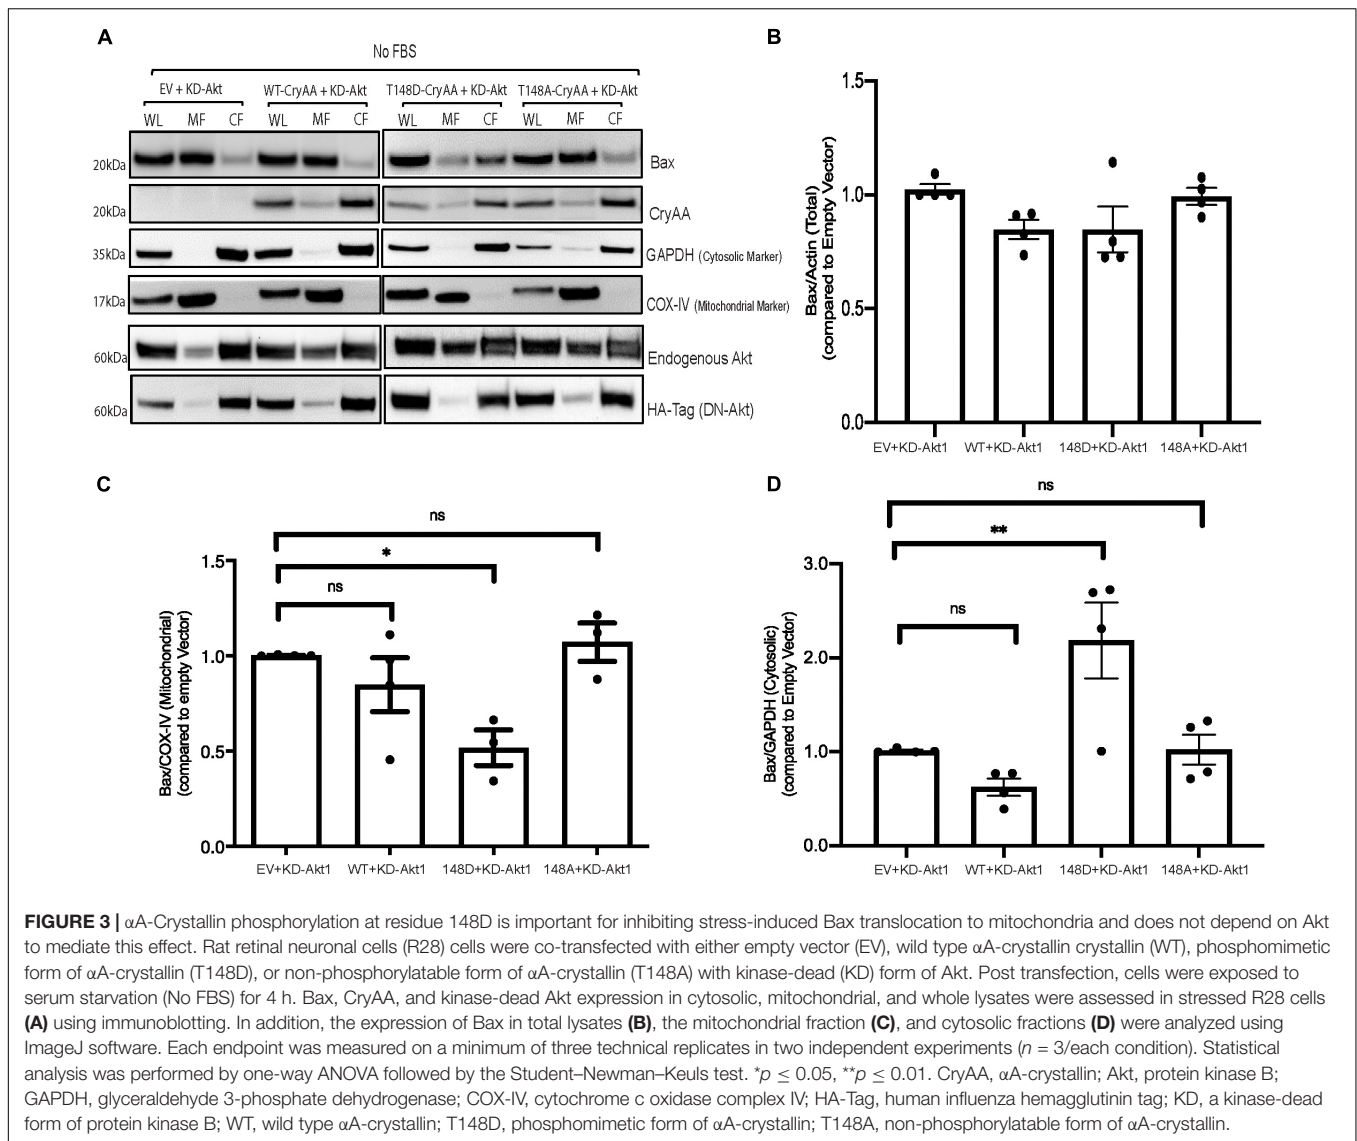 A
No FBS
EV + KD-Akt WT-CryAA + KD-Akt T148D-CryAA + KD-Akt T148A-CryAA + KD-Akt
WL MF CF WL MF CF WL MF CF WL MF CF
20kDa Bax
20kDa CryAA
35kDa GAPDH (Cytosolic Marker)
17kDa COX-IV (Mitochondrial Marker)
60kDa Endogenous Akt
60kDa HA-Tag (DN-Akt)
B
Bax/Actin (Total)
(compared to Empty Vector)
1.5
1.0
0.5
0.0
EV+KD-Akt1 WT+KD-Akt1 148D+KD-Akt1 148A+KD-Akt1
C
ns
*
ns
Bax/COX-IV (Mitochondrial)
(compared to empty Vector)
1.5
1.0
0.5
0.0
EV+KD-Akt1 WT+KD-Akt1 148D+KD-Akt1 148A+KD-Akt1
D
ns
**
ns
Bax/GAPDH (Cytosolic)
(compared to Empty Vector)
3.0
2.0
1.0
0.0
EV+KD-Akt1 WT+KD-Akt1 148D+KD-Akt1 148A+KD-Akt1
FIGURE 3 | αA-Crystallin phosphorylation at residue 148D is important for inhibiting stress-induced Bax translocation to mitochondria and does not depend on Akt
to mediate this effect. Rat retinal neuronal cells (R28) cells were co-transfected with either empty vector (EV), wild type αA-crystallin crystallin (WT), phosphomimetic
form of αA-crystallin (T148D), or non-phosphorylatable form of αA-crystallin (T148A) with kinase-dead (KD) form of Akt. Post transfection, cells were exposed to
serum starvation (No FBS) for 4 h. Bax, CryAA, and kinase-dead Akt expression in cytosolic, mitochondrial, and whole lysates were assessed in stressed R28 cells
(A) using immunoblotting. In addition, the expression of Bax in total lysates (B), the mitochondrial fraction (C), and cytosolic fractions (D) were analyzed using
ImageJ software. Each endpoint was measured on a minimum of three technical replicates in two independent experiments (n = 3/each condition). Statistical
analysis was performed by one-way ANOVA followed by the Student–Newman–Keuls test. *p ≤ 0.05, **p ≤ 0.01. CryAA, αA-crystallin; Akt, protein kinase B;
GAPDH, glyceraldehyde 3-phosphate dehydrogenase; COX-IV, cytochrome c oxidase complex IV; HA-Tag, human influenza hemagglutinin tag; KD, a kinase-dead
form of protein kinase B; WT, wild type αA-crystallin; T148D, phosphomimetic form of αA-crystallin; T148A, non-phosphorylatable form of αA-crystallin.